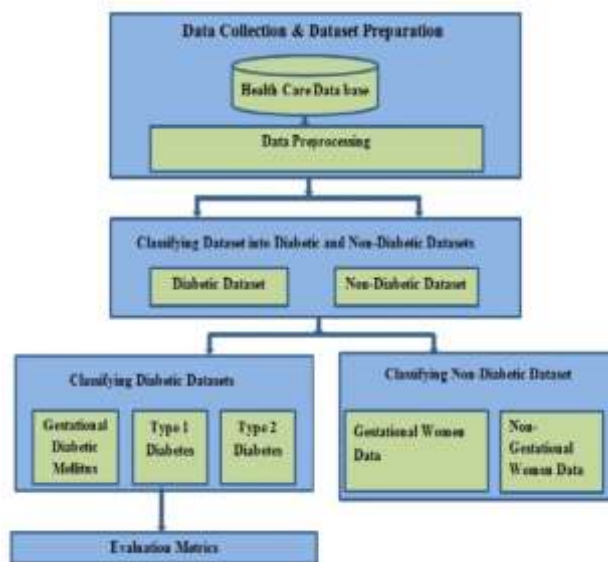 Data Collection & Dataset Preparation
Health Care Data base
Data Preprocessing
Classifying Dataset into Diabetic and Non-Diabetic Datasets
Diabetic Dataset
Non-Diabetic Dataset
Classifying Diabetic Datasets
Gestational
Diabetic
Mollitus
Type 1
Diabetes
Type 2
Diabetes
Classifying Non-Diabetic Dataset
Gestational Women
Data
Non-
Gestational
Women Data
Evaluation Metrics